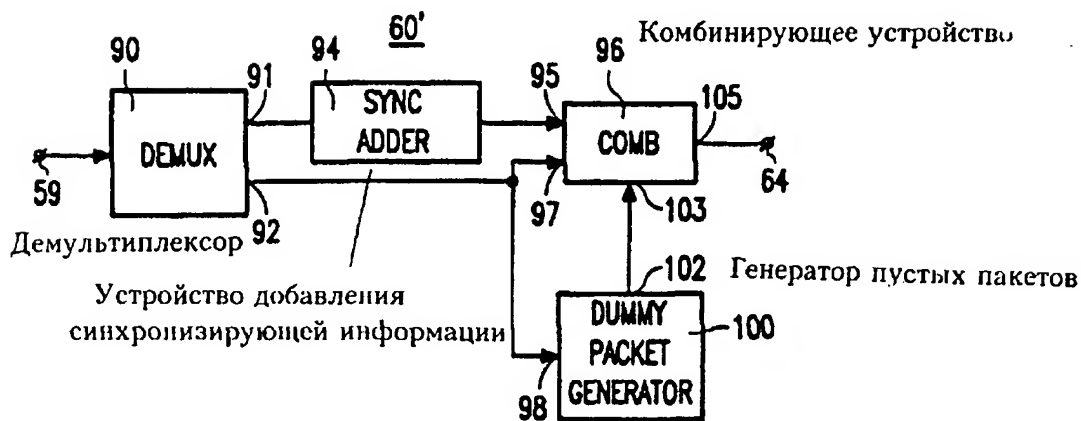 60'
Комбинирующее устройство
90
91
94
95
96
105
SYNC
ADDER
DEMUX
COMB
59
92
97
103
64
Демультиплексор
102
Генератор пустых пакетов
Устройство добавления
синхронизирующей информации
DUMMY
PACKET
GENERATOR
100
98